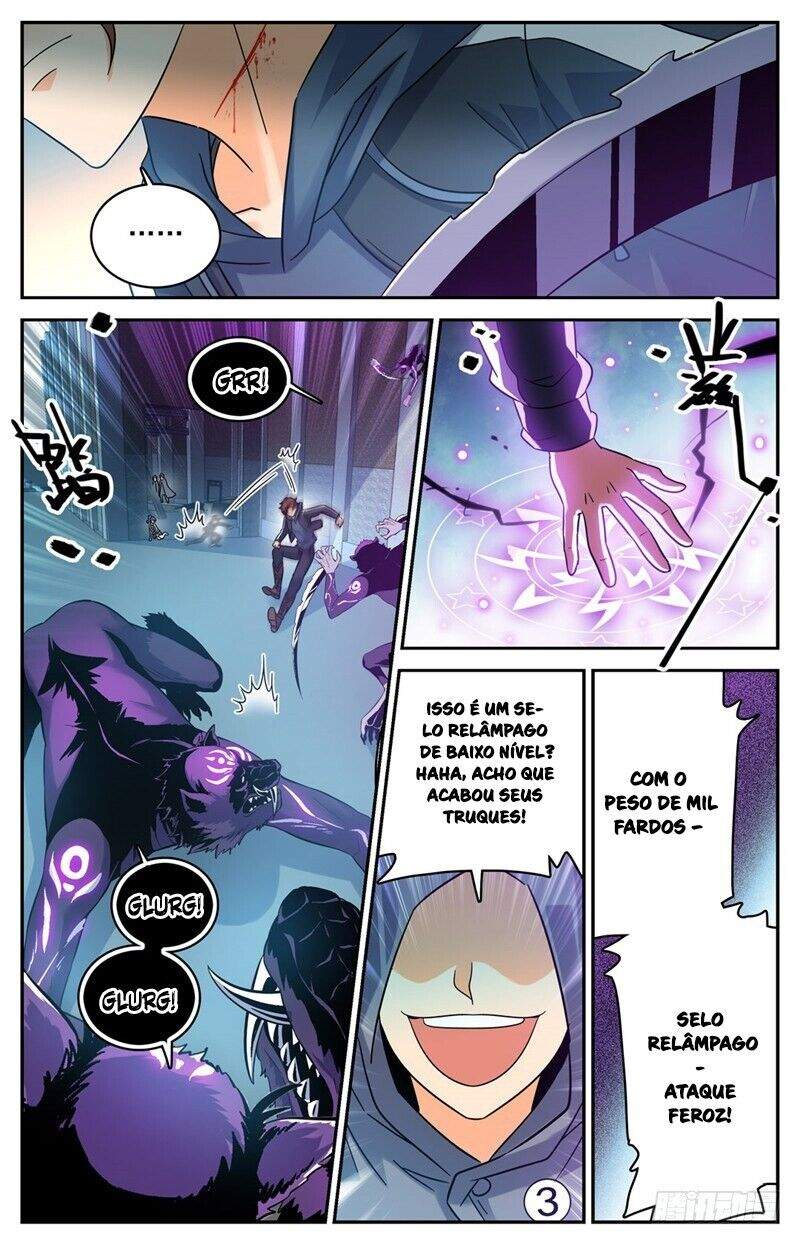 ......
GRR!
COM O
PESO DE MIL
FARDOS -
SELO
RELÂMPAGO
-
ATAQUE
FEROZ!
ISSO É UM SE-
LO RELÂMPAGO
DE BAIXO NÍVEL?
HAHA, ACHO QUE
ACABOU SEUS
TRUQUES!
GLURG!
GLURG!
3